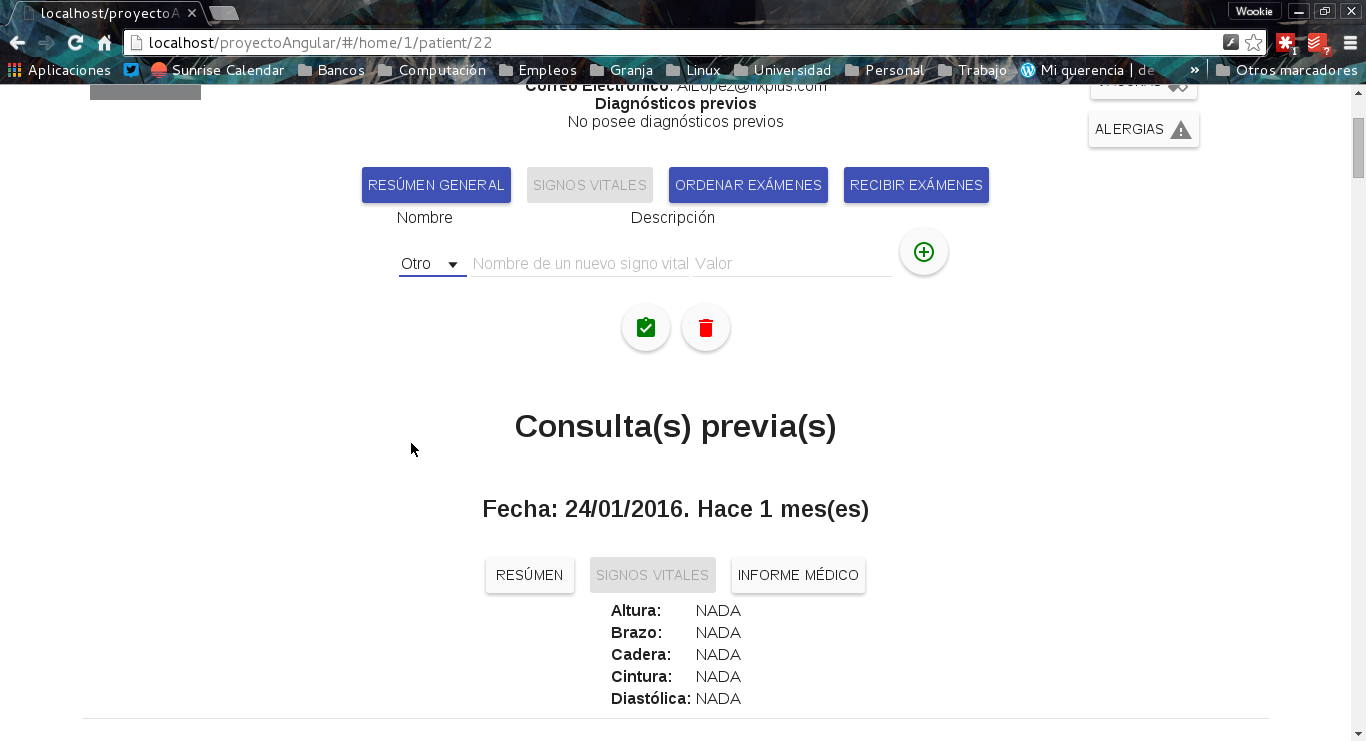 localhost/proyectoA
Wookie
localhost/proyectoAngular/#/home/1/patient/22
Aplicaciones Sunrise Calendar Bancos Computación Empleos Granja Linux Universidad Personal Trabajo Mi querencia | de » Otros marcadores
Correo Electrónico: AlLopez@nxplus.com
Diagnósticos previos
No posee diagnósticos previos
ALERGIAS
RESÚMEN GENERAL SIGNOS VITALES ORDENAR EXÁMENES RECIBIR EXÁMENES
Nombre Descripción
Otro Nombre de un nuevo signo vital Valor
Consulta(s) previa(s)
Fecha: 24/01/2016. Hace 1 mes(es)
RESÚMEN SIGNOS VITALES INFORME MÉDICO
Altura: NADA
Brazo: NADA
Cadera: NADA
Cintura: NADA
Diastólica: NADA